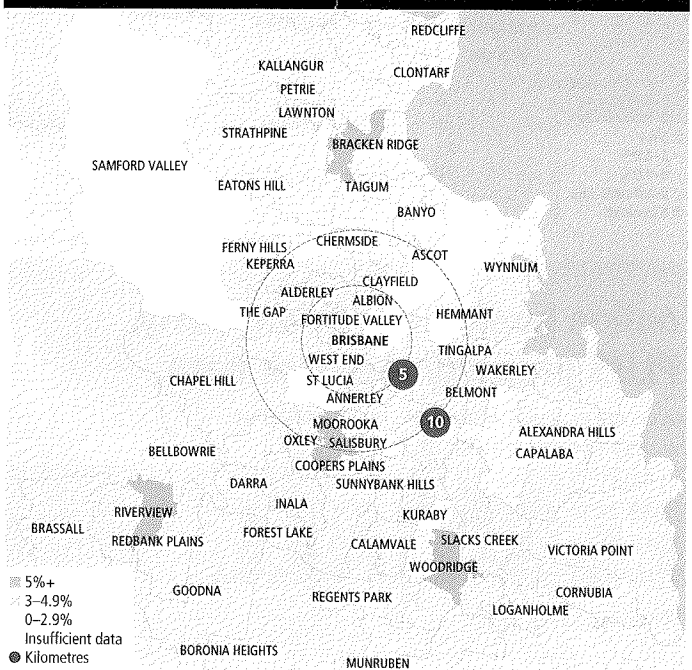 REDCLIFFE
KALLANGUR
CLONTARF
PETRIE
LAWNTON
STRATHPINE
BRACKEN RIDGE
SAMFORD VALLEY
EATONS HILL
TAIGUM
BANYO
CHERMSIDE
FERNY HILLS
ASCOT
KEPERRA
WYNNUM
CLAYFIELD
ALDERLEY
ALBION
THE GAP
HEMMANT
FORTITUDE VALLEY
BRISBANE
TINGALPA
WEST END
WAKERLEY
5
CHAPEL HILL
ST LUCIA
BELMONT
ANNERLEY
10
MOOROOKA
ALEXANDRA HILLS
OXLEY
SALISBURY
BELLBOWRIE
CAPALABA
COOPERS PLAINS
DARRA
SUNNYBANK HILLS
INALA
RIVERVIEW
KURABY
BRASSALL
FOREST LAKE
REDBANK PLAINS
CALAMVALE
SLACKS CREEK
VICTORIA POINT
WOODRIDGE
GOODNA
REGENTS PARK
CORNUBIA
LOGANHOLME
BORONIA HEIGHTS
MUNRUBEN
5%+
3–4.9%
0–2.9%
Insufficient data
Kilometres